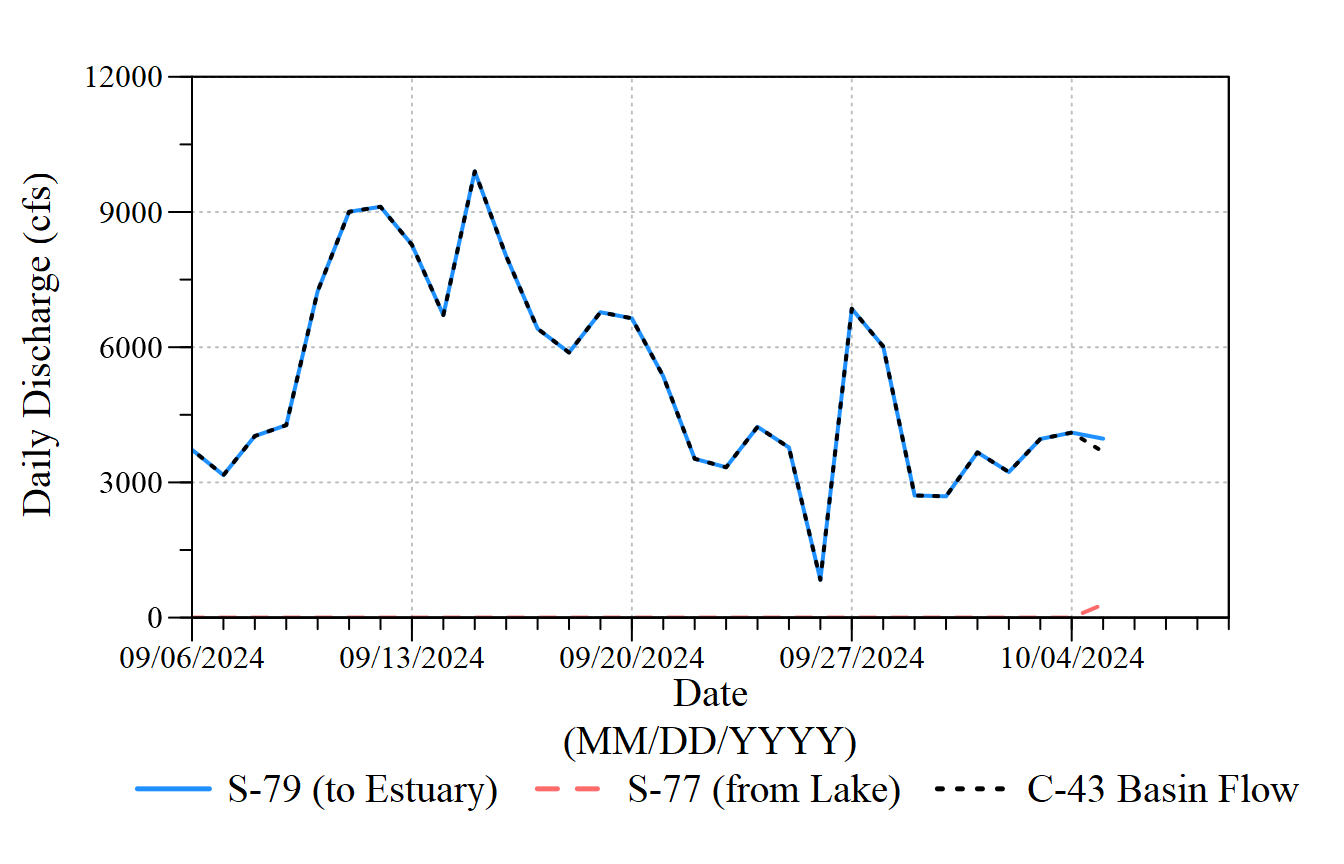 12000
9000
6000
3000
0
Daily Discharge (cfs)
09/06/2024 09/13/2024 09/20/2024 09/27/2024 10/04/2024
Date
(MM/DD/YYYY)
S-79 (to Estuary) S-77 (from Lake) C-43 Basin Flow